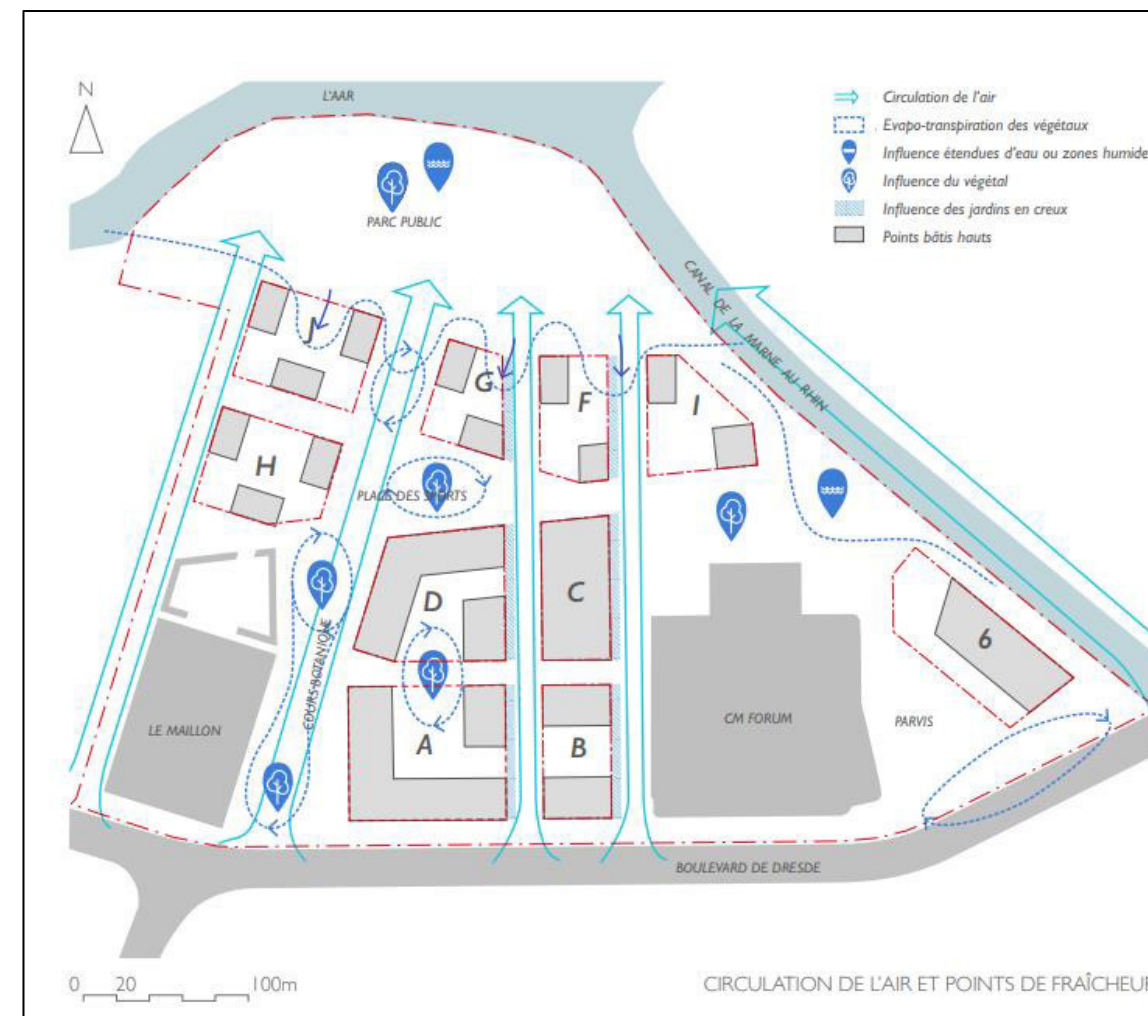 N
L'AAR
Circulation de l'air
Evapo-transpiration des végétaux
Influence étendues d'eau ou zones humide
Influence du végétal
Influence des jardins en creux
Points bâtis hauts
PARC PUBLIC
CANAL DE LA MARNE AU RHIN
J
G
F
I
H
PLACE DES SPORTS
D
C
COURS BOTANIQUE
6
LE MAILLON
A
B
CM FORUM
PARVIS
BOULEVARD DE DRESDE
0 20 100m
CIRCULATION DE L'AIR ET POINTS DE FRAÎCHEUR